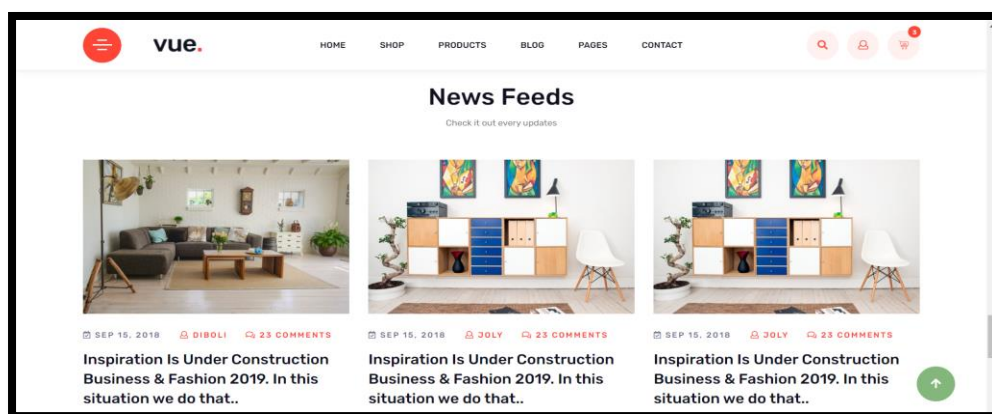 vue.
HOME SHOP PRODUCTS BLOG PAGES CONTACT
3
News Feeds
Check it out every updates
SEP 15, 2018 DIBOLI 23 COMMENTS
Inspiration Is Under Construction
Business & Fashion 2019. In this
situation we do that..
SEP 15, 2018 JOLY 23 COMMENTS
Inspiration Is Under Construction
Business & Fashion 2019. In this
situation we do that..
SEP 15, 2018 JOLY 23 COMMENTS
Inspiration Is Under Construction
Business & Fashion 2019. In this
situation we do that..